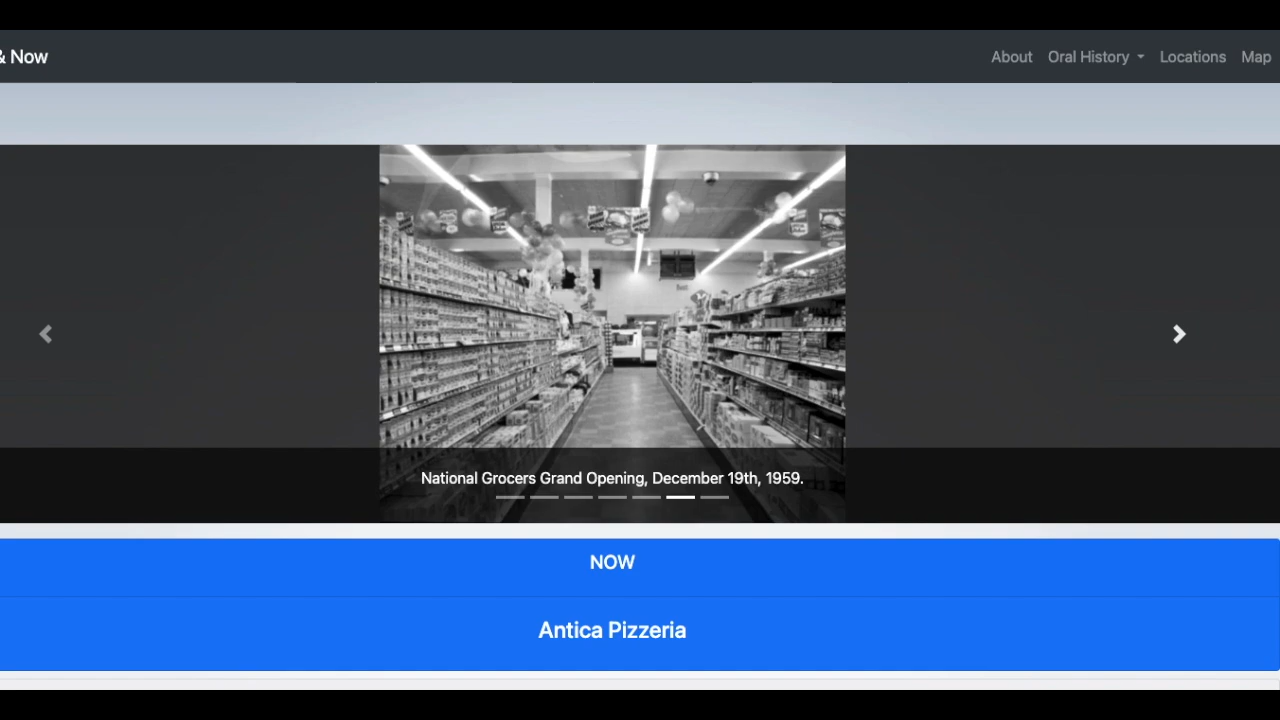 & Now
About
Oral History
Locations
Map
National Grocers Grand Opening, December 19th, 1959.
NOW
Antica Pizzeria